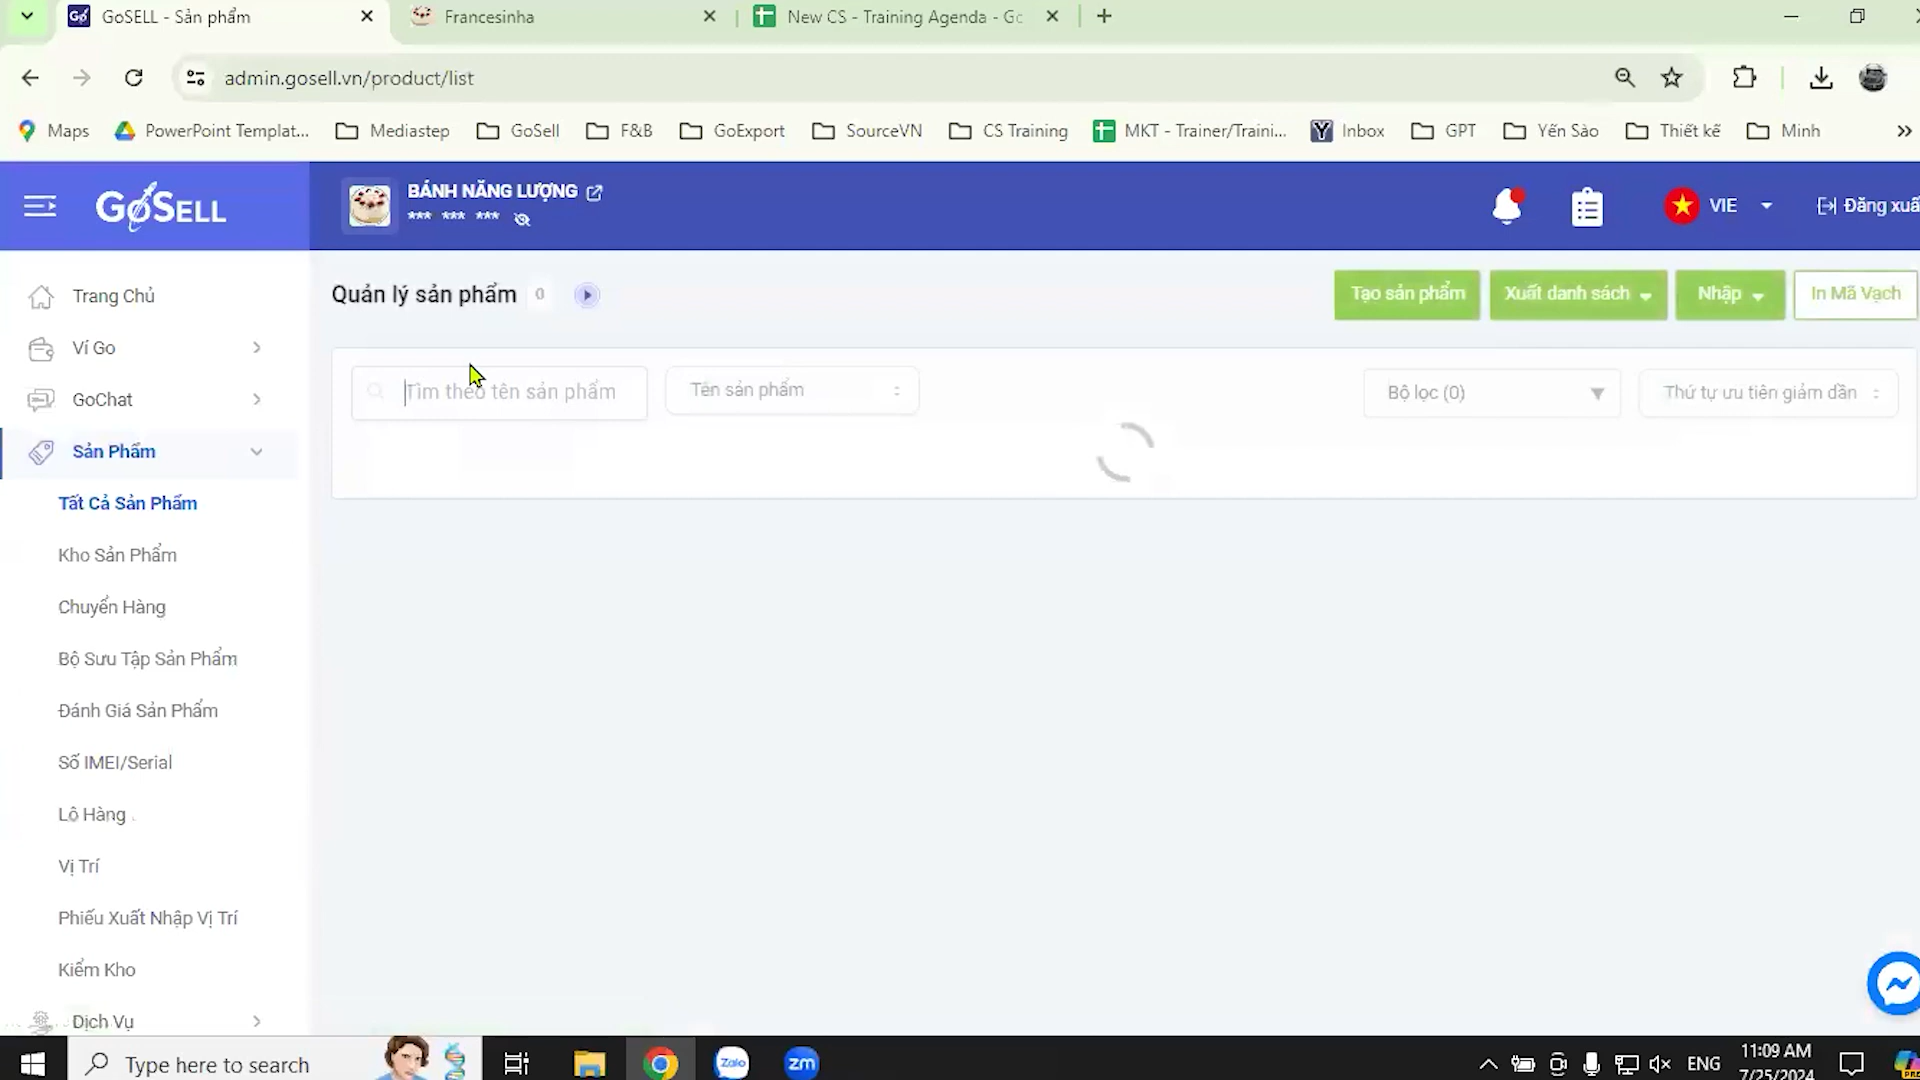 GoSELL - Sản phẩm
Francesinha
New CS - Training Agenda - Go
admin.gosell.vn/product/list
Maps
PowerPoint Templat...
Mediastep
GoSell
F&B
GoExport
SourceVN
CS Training
MKT - Trainer/Traini...
Inbox
GPT
Yến Sào
Thiết kế
Minh
GOSELL
BÁNH NĂNG LƯỢNG
*** *** ***
VIE
Đăng xuấ
Trang Chủ
Ví Go
GoChat
Sản Phẩm
Tất Cả Sản Phẩm
Kho Sản Phẩm
Chuyển Hàng
Bộ Sưu Tập Sản Phẩm
Đánh Giá Sản Phẩm
Số IMEI/Serial
Lô Hàng
Vị Trí
Phiếu Xuất Nhập Vị Trí
Kiểm Kho
Dịch Vụ
Quản lý sản phẩm 0
Tạo sản phẩm
Xuất danh sách
Nhập
In Mã Vạch
Tìm theo tên sản phẩm
Tên sản phẩm
Bộ lọc (0)
Thứ tự ưu tiên giảm dần
Type here to search
Zalo
zm
ENG
11:09 AM
7/25/2024
PRE